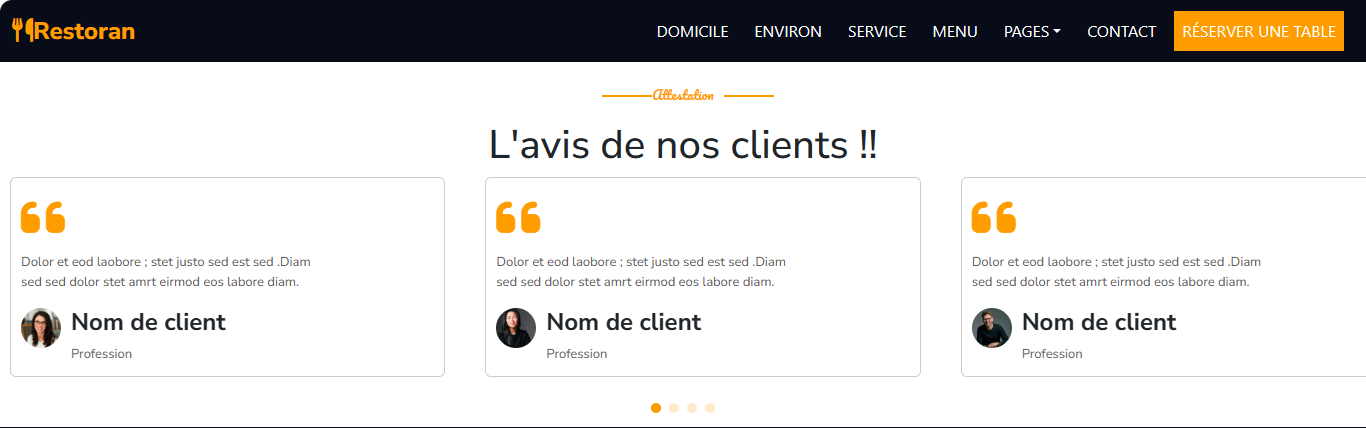 Restoran
DOMICILE ENVIRON SERVICE MENU PAGES CONTACT RÉSERVER UNE TABLE
Attestation
L'avis de nos clients !!
Dolor et eod laobore ; stet justo sed est sed .Diam
sed sed dolor stet amrt eirmod eos labore diam.
Nom de client
Profession
Dolor et eod laobore ; stet justo sed est sed .Diam
sed sed dolor stet amrt eirmod eos labore diam.
Nom de client
Profession
Dolor et eod laobore ; stet justo sed est sed .Diam
sed sed dolor stet amrt eirmod eos labore diam.
Nom de client
Profession